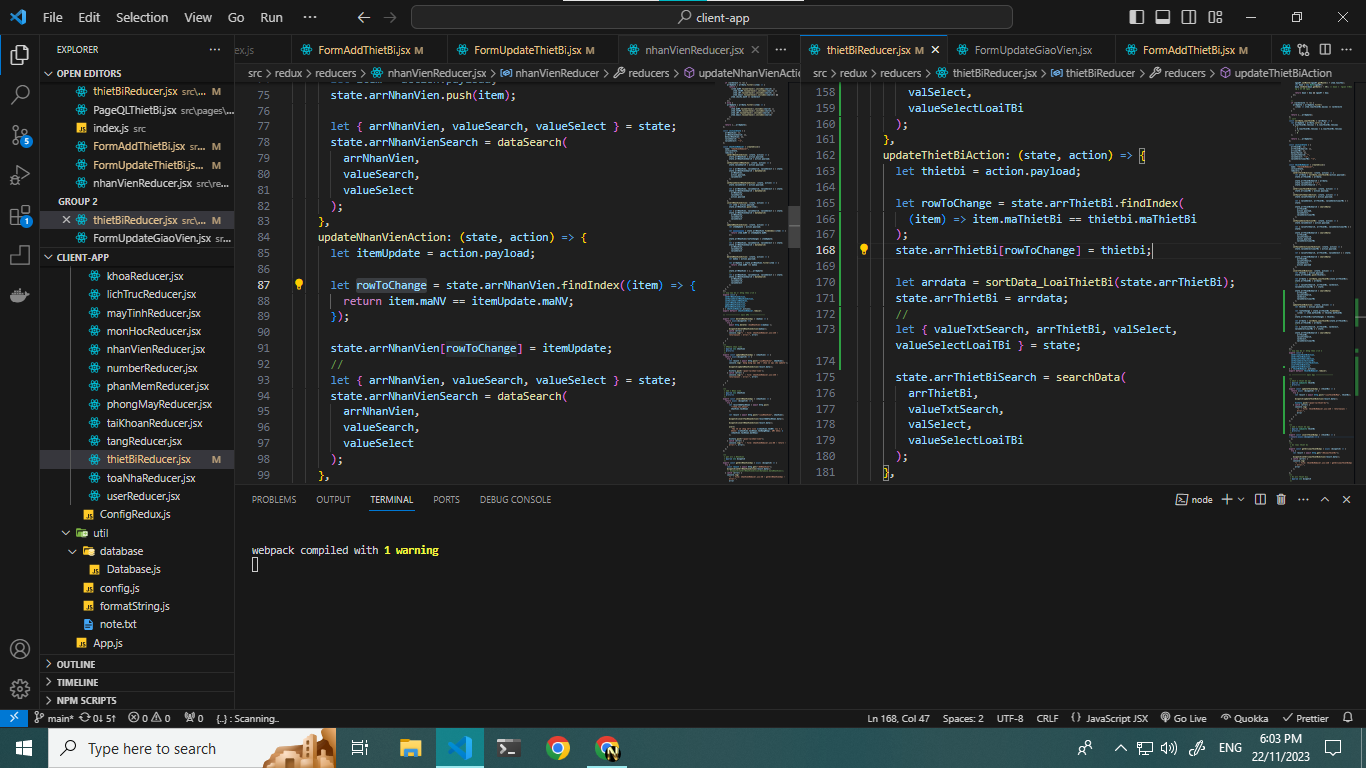 File Edit Selection View Go Run ··· client-app
EXPLORER ···
OPEN EDITORS
thietBiReducer.jsx src\... M
PageQLThietBi.jsx src\pages\...
index.js src
FormAddThietBi.jsx ... M
FormUpdateThietBi.js... M
nhanVienReducer.jsx src\re...
GROUP 2
thietBiReducer.jsx src\... M
FormUpdateGiaoVien.jsx src\...
CLIENT-APP
khoaReducer.jsx
lichTrucReducer.jsx
mayTinhReducer.jsx
monHocReducer.jsx
nhanVienReducer.jsx
numberReducer.jsx
phanMemReducer.jsx
phongMayReducer.jsx
taiKhoanReducer.jsx
tangReducer.jsx
thietBiReducer.jsx M
toaNhaReducer.jsx
userReducer.jsx
ConfigRedux.js
util
database
Database.js
config.js
formatString.js
note.txt
App.js
OUTLINE
TIMELINE
NPM SCRIPTS
5
1
ex.js FormAddThietBi.jsx M FormUpdateThietBi.jsx M nhanVienReducer.jsx ···
src > redux > reducers > nhanVienReducer.jsx > nhanVienReducer > reducers > updateNhanVienActio
75 state.arrNhanVien.push(item);
76
77 let { arrNhanVien, valueSearch, valueSelect } = state;
78 state.arrNhanVienSearch = dataSearch(
79 arrNhanVien,
80 valueSearch,
81 valueSelect
82 );
83 },
84 updateNhanVienAction: (state, action) => {
85 let itemUpdate = action.payload;
86
87 let rowToChange = state.arrNhanVien.findIndex((item) => {
88 return item.maNV == itemUpdate.maNV;
89 });
90
91 state.arrNhanVien[rowToChange] = itemUpdate;
92 //
93 let { arrNhanVien, valueSearch, valueSelect } = state;
94 state.arrNhanVienSearch = dataSearch(
95 arrNhanVien,
96 valueSearch,
97 valueSelect
98 );
99 },
thietBiReducer.jsx M FormUpdateGiaoVien.jsx FormAddThietBi.jsx M ···
src > redux > reducers > thietBiReducer.jsx > thietBiReducer > reducers > updateThietBiAction
158 valSelect,
159 valueSelectLoaiTBi
160 );
161 },
162 updateThietBiAction: (state, action) => {
163 let thietbi = action.payload;
164
165 let rowToChange = state.arrThietBi.findIndex(
166 (item) => item.maThietBi == thietbi.maThietBi
167 );
168 state.arrThietBi[rowToChange] = thietbi;
169
170 let arrdata = sortData_LoaiThietBi(state.arrThietBi);
171 state.arrThietBi = arrdata;
172 //
173 let { valueTxtSearch, arrThietBi, valSelect,
valueSelectLoaiTBi } = state;
174
175 state.arrThietBiSearch = searchData(
176 arrThietBi,
177 valueTxtSearch,
178 valSelect,
179 valueSelectLoaiTBi
180 );
181 },
PROBLEMS OUTPUT TERMINAL PORTS DEBUG CONSOLE node ···
webpack compiled with 1 warning
main* 0↓ 5↑ 0 0 0 {..} : Scanning.. Ln 168, Col 47 Spaces: 2 UTF-8 CRLF {} JavaScript JSX Go Live Quokka Prettier
Type here to search ENG 6:03 PM
22/11/2023